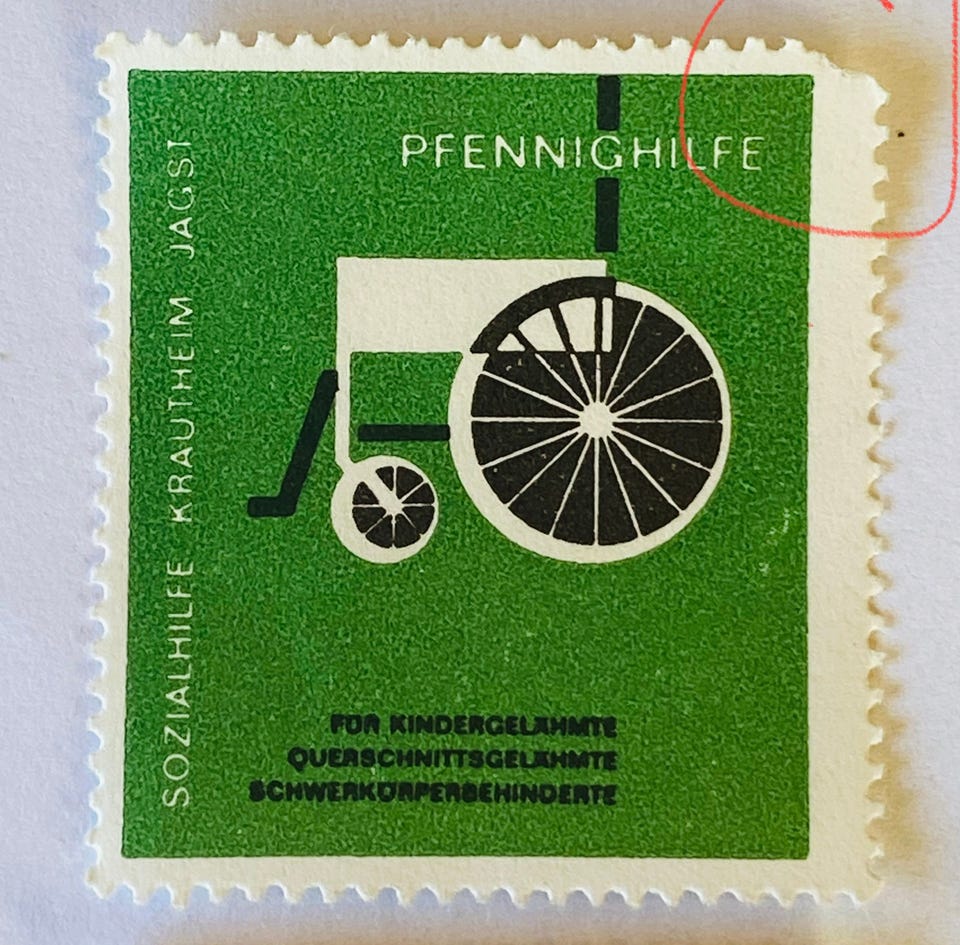 PFENNIGHILFE
SOZIALHILFE KRAUTHEIM JAGST
FÜR KINDERGELÄHMTE
QUERSCHNITTSGELÄHMTE
SCHWERKÖRPERBEHINDERTE